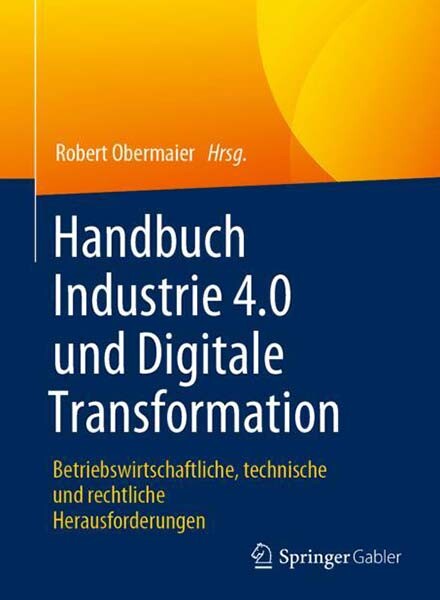 Robert Obermaier Hrsg.
Handbuch
Industrie 4.0
und Digitale
Transformation
Betriebswirtschaftliche, technische
und rechtliche
Herausforderungen
Springer Gabler